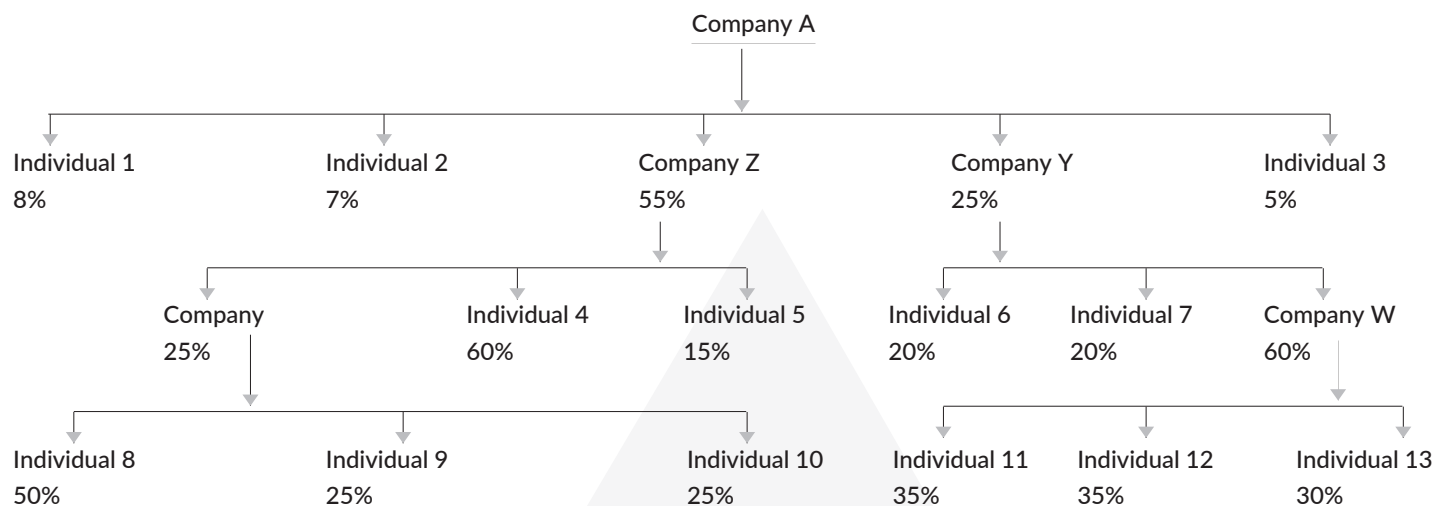 Company A
Individual 1
8%
Individual 2
7%
Company Z
55%
Company Y
25%
Individual 3
5%
Company
25%
Individual 4
60%
Individual 5
15%
Individual 6
20%
Individual 7
20%
Company W
60%
Individual 8
50%
Individual 9
25%
Individual 10
25%
Individual 11
35%
Individual 12
35%
Individual 13
30%